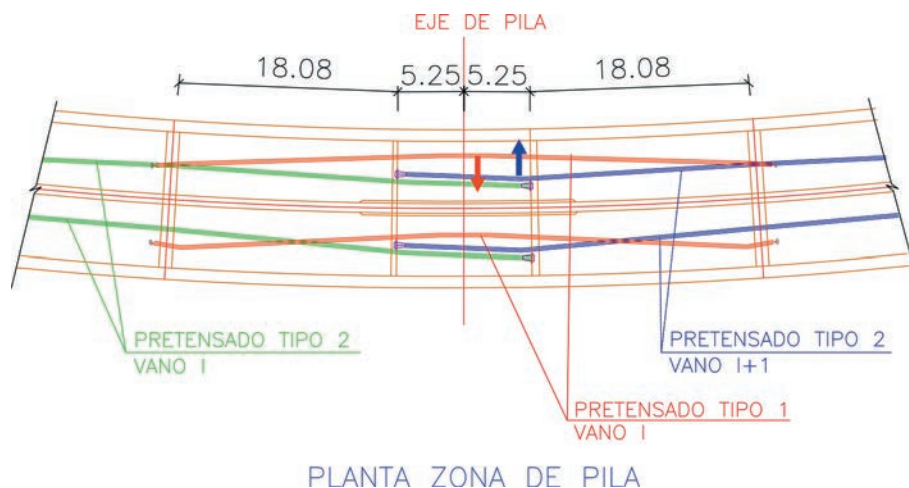 EJE DE PILA
18.08 5.25 5.25 18.08
PRETENSADO TIPO 2
VANO I
PRETENSADO TIPO 2
VANO I+1
PRETENSADO TIPO 1
VANO I
PLANTA ZONA DE PILA